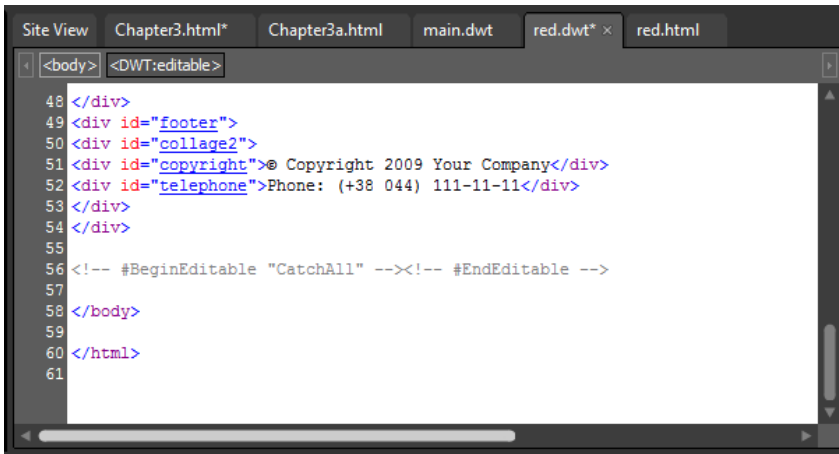 Site View Chapter3.html* Chapter3a.html main.dwt red.dwt* × red.html
<body> <DWT:editable>
48 </div>
49 <div id="footer">
50 <div id="collage2">
51 <div id="copyright">© Copyright 2009 Your Company</div>
52 <div id="telephone">Phone: (+38 044) 111-11-11</div>
53 </div>
54 </div>
55
56 <!-- #BeginEditable "CatchAll" --><!-- #EndEditable -->
57
58 </body>
59
60 </html>
61